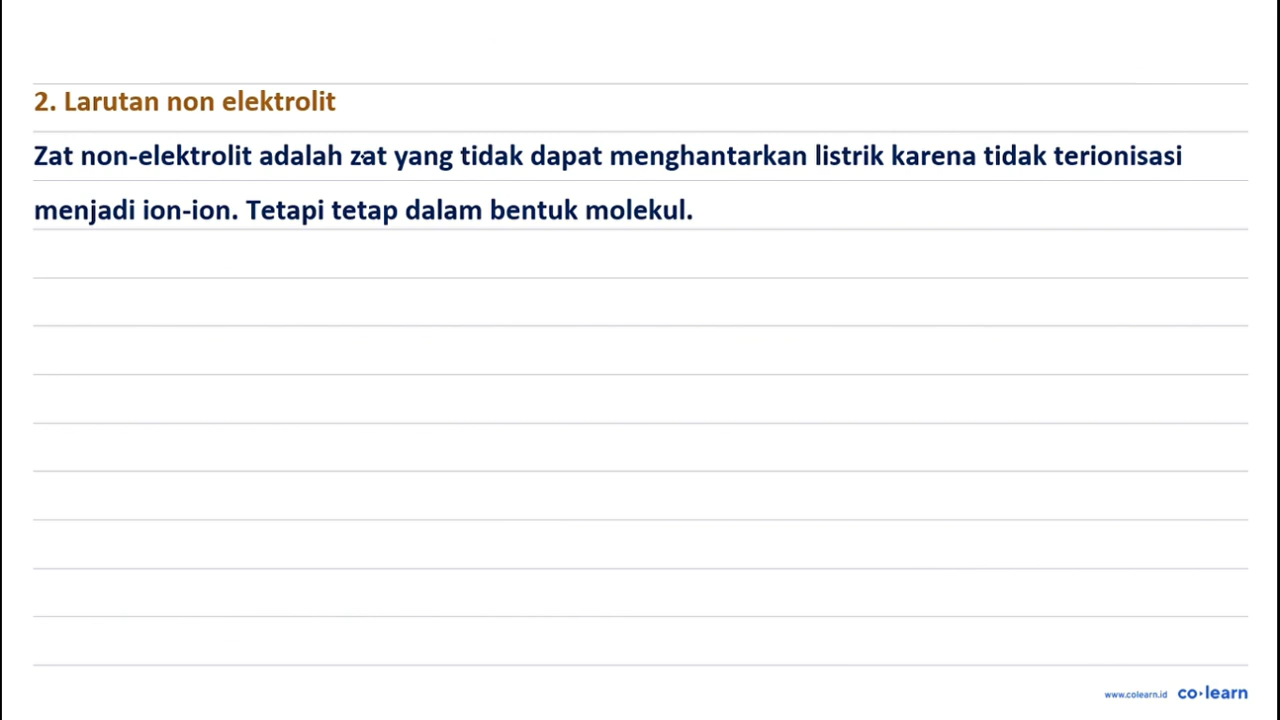 2. Larutan non elektrolit
Zat non-elektrolit adalah zat yang tidak dapat menghantarkan listrik karena tidak terionisasi
menjadi ion-ion. Tetapi tetap dalam bentuk molekul.
www.colearn.id co·learn